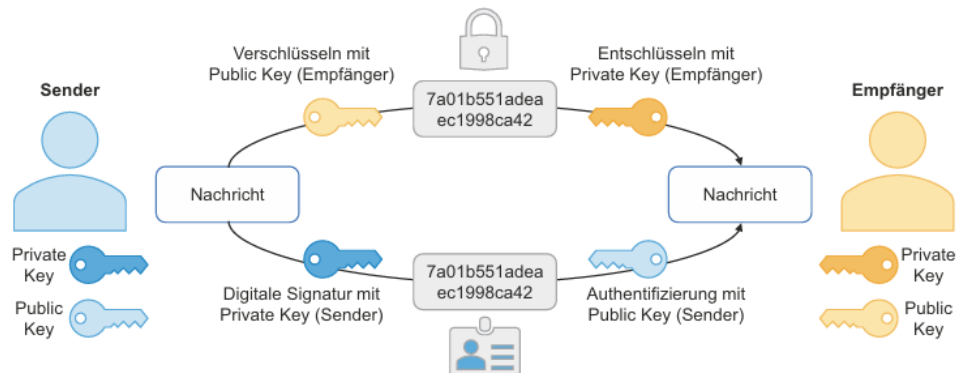 Verschlüsseln mit
Public Key (Empfänger)
Entschlüsseln mit
Private Key (Empfänger)
Sender
7a01b551adea
ec1998ca42
Empfänger
Nachricht
Nachricht
Private
Key
7a01b551adea
ec1998ca42
Private
Key
Digitale Signatur mit
Private Key (Sender)
Authentifizierung mit
Public Key (Sender)
Public
Key
Public
Key